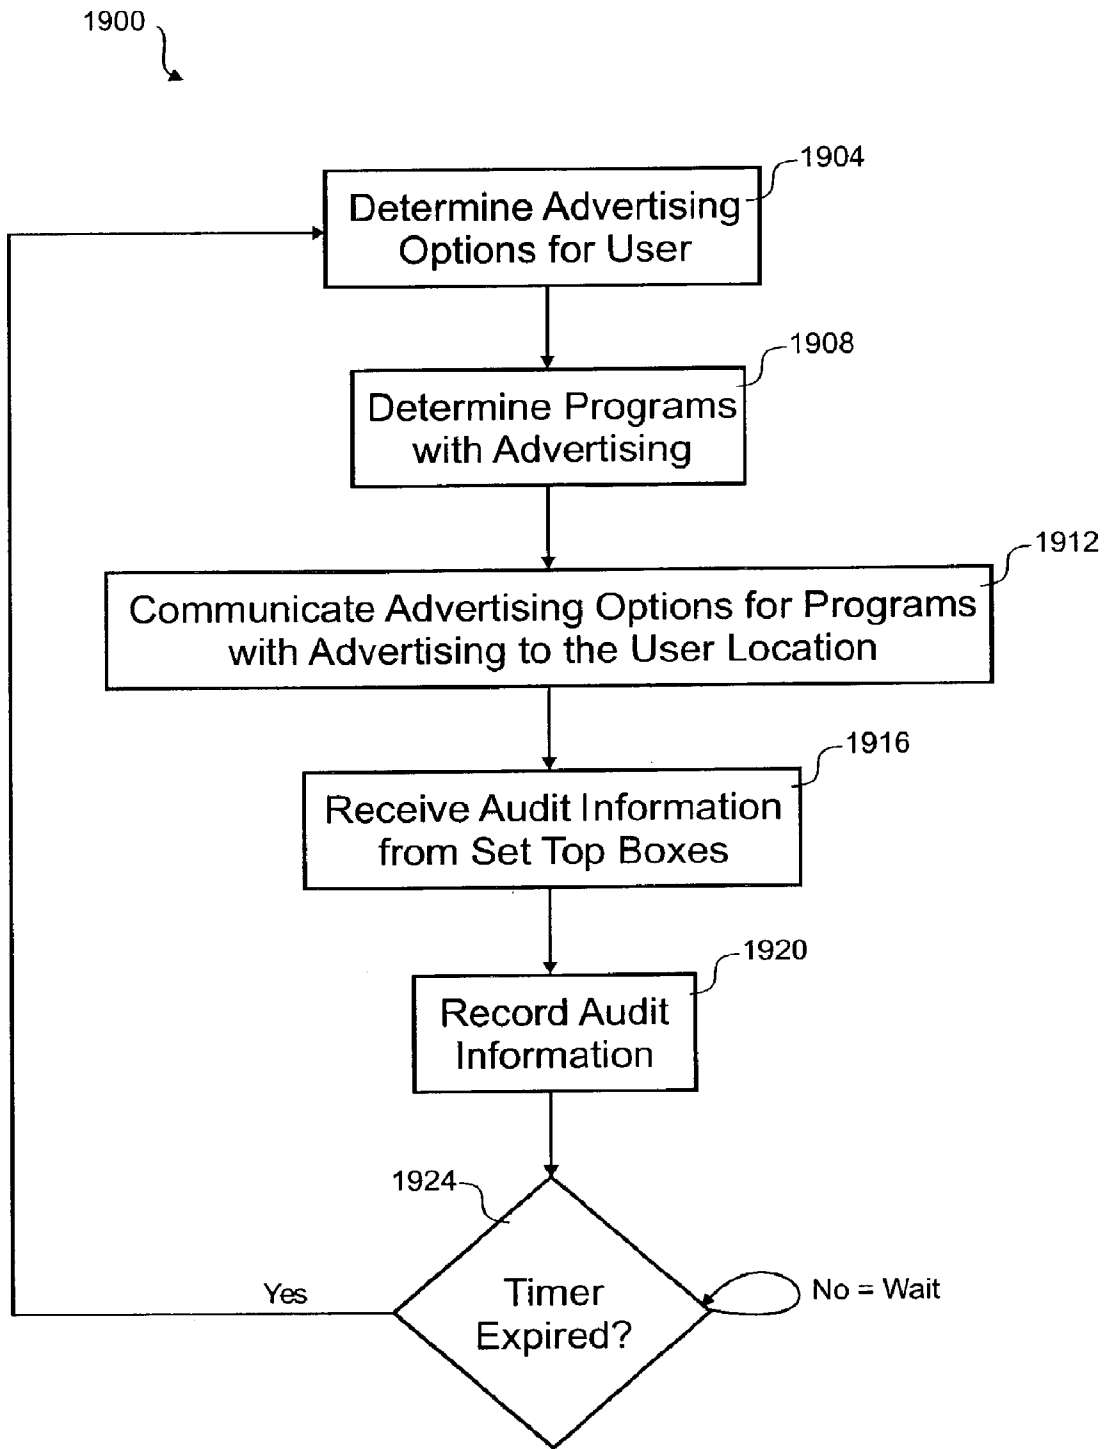 1900
1904
Determine Advertising
Options for User
1908
Determine Programs
with Advertising
1912
Communicate Advertising Options for Programs
with Advertising to the User Location
1916
Receive Audit Information
from Set Top Boxes
1920
Record Audit
Information
1924
Timer
Expired?
Yes
No = Wait